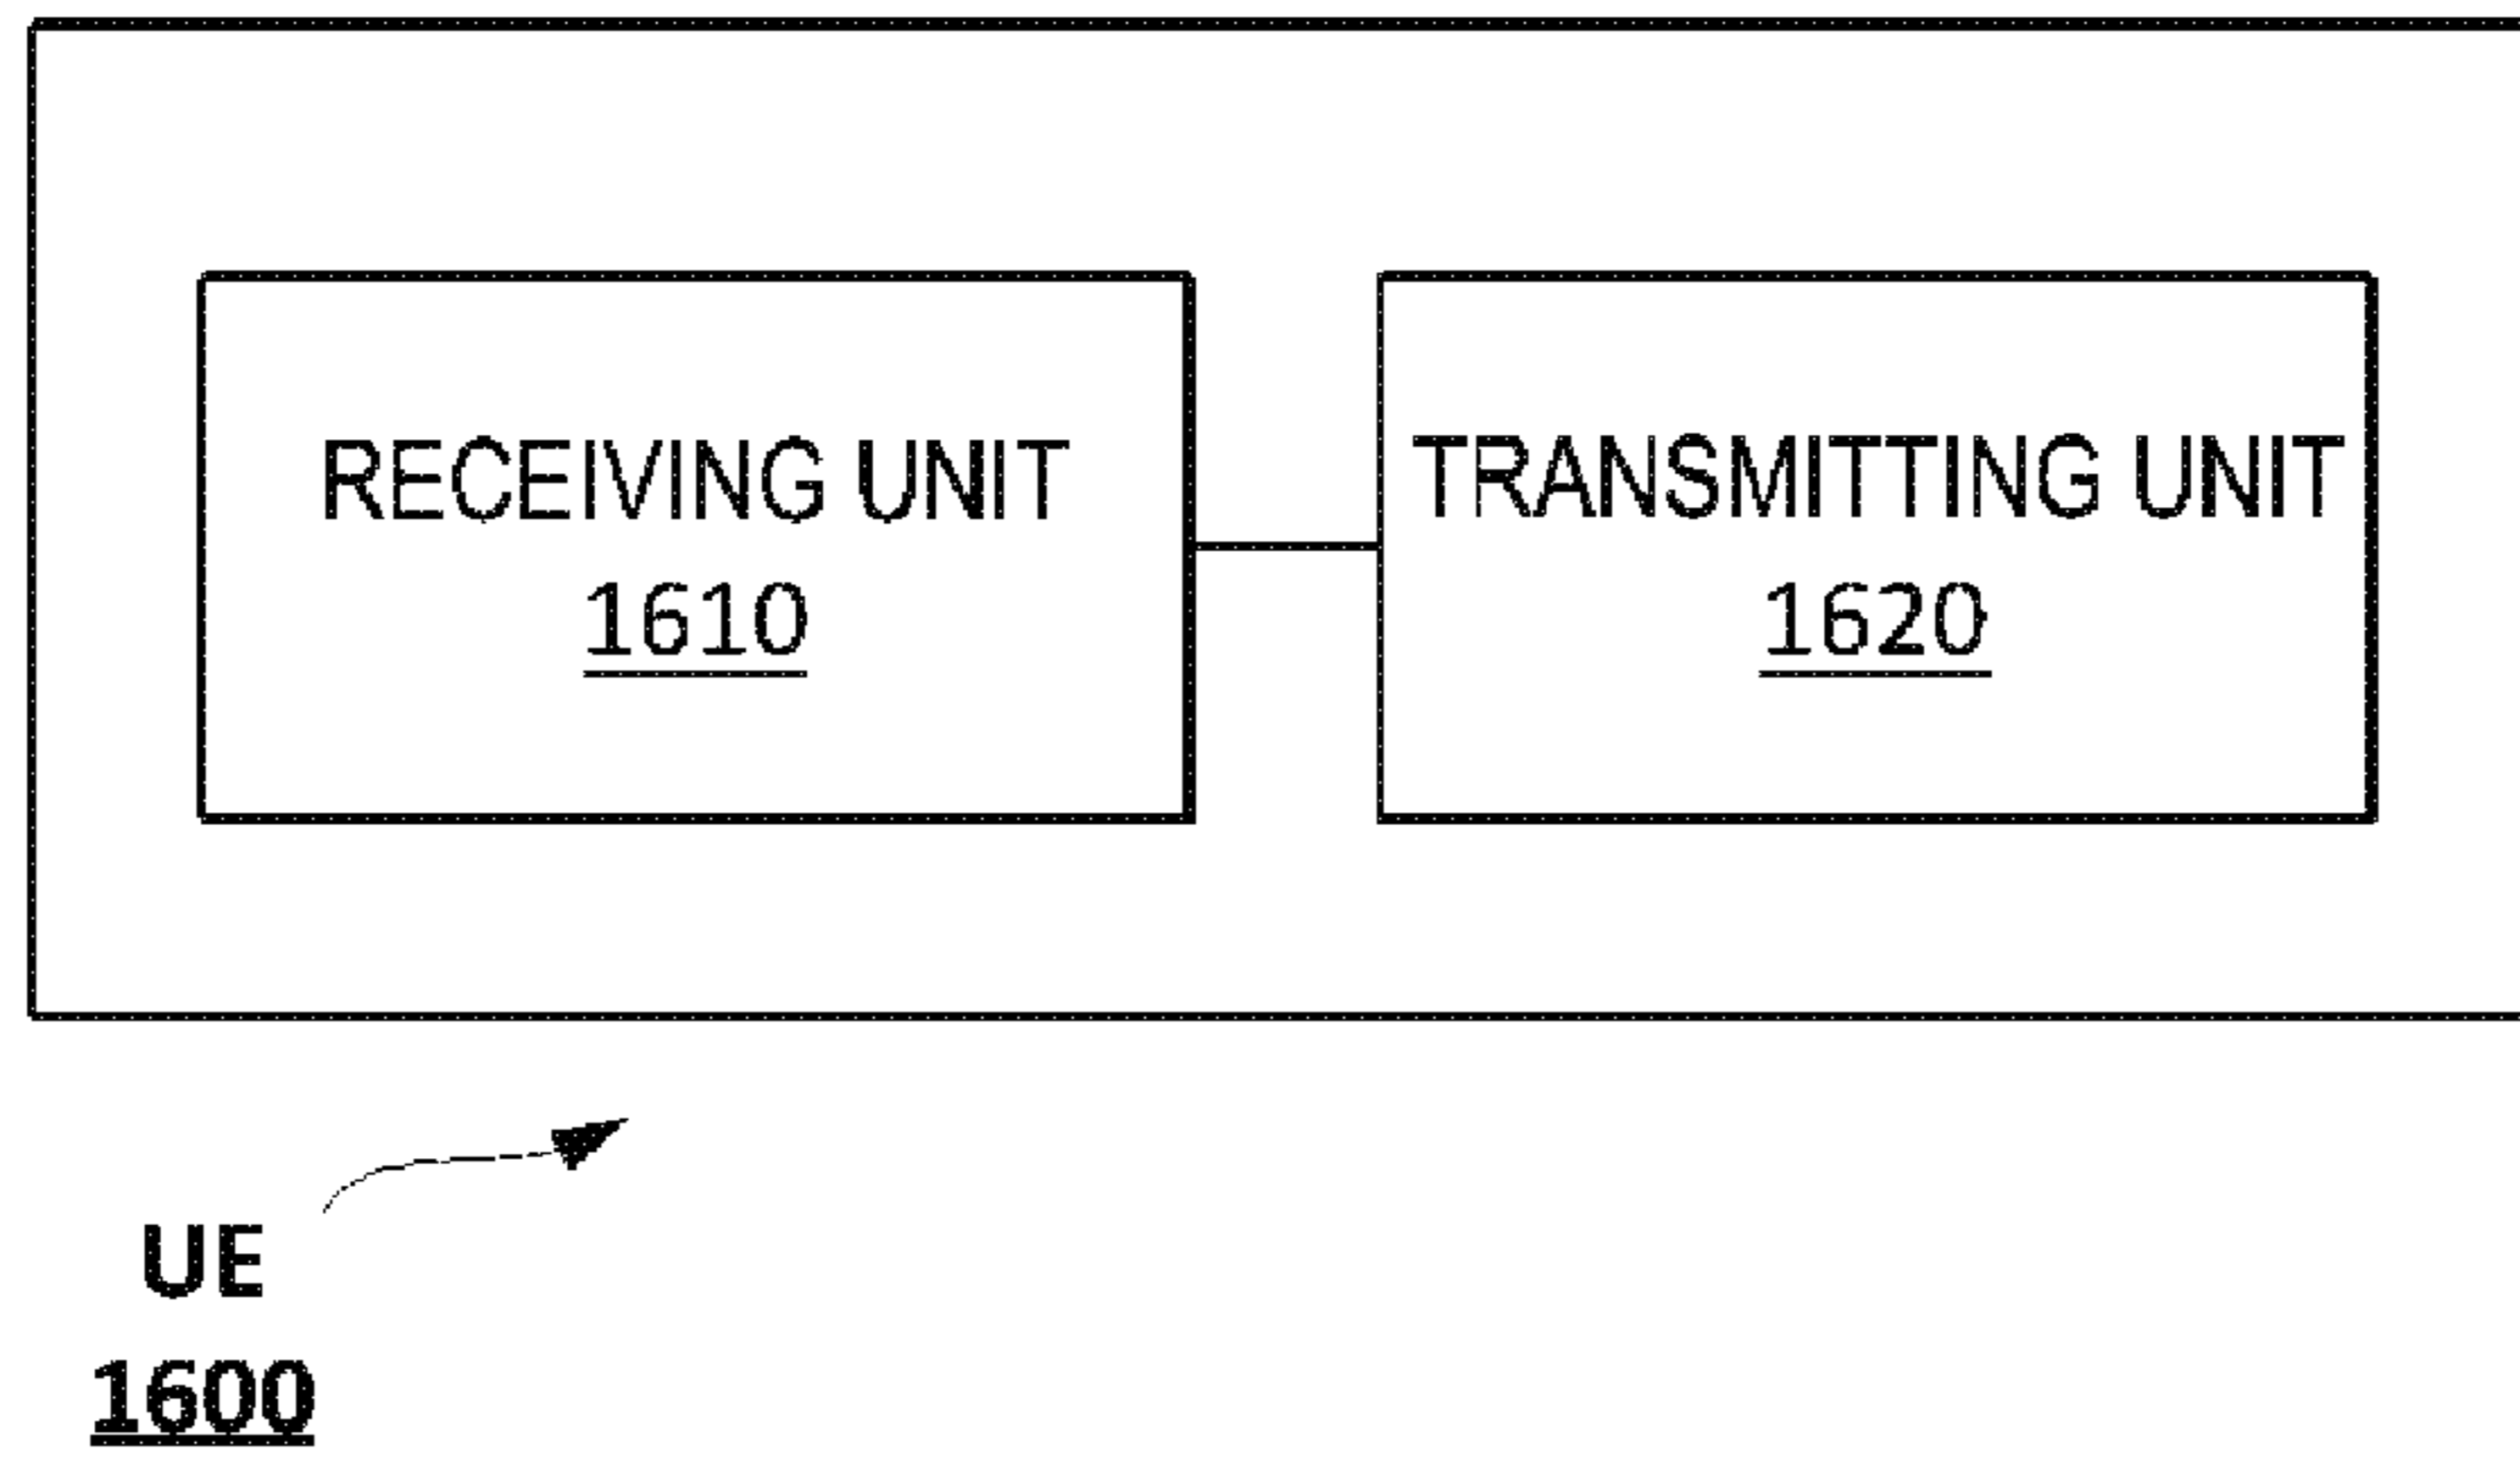 RECEIVING UNIT
1610
TRANSMITTING UNIT
1620
UE
1600